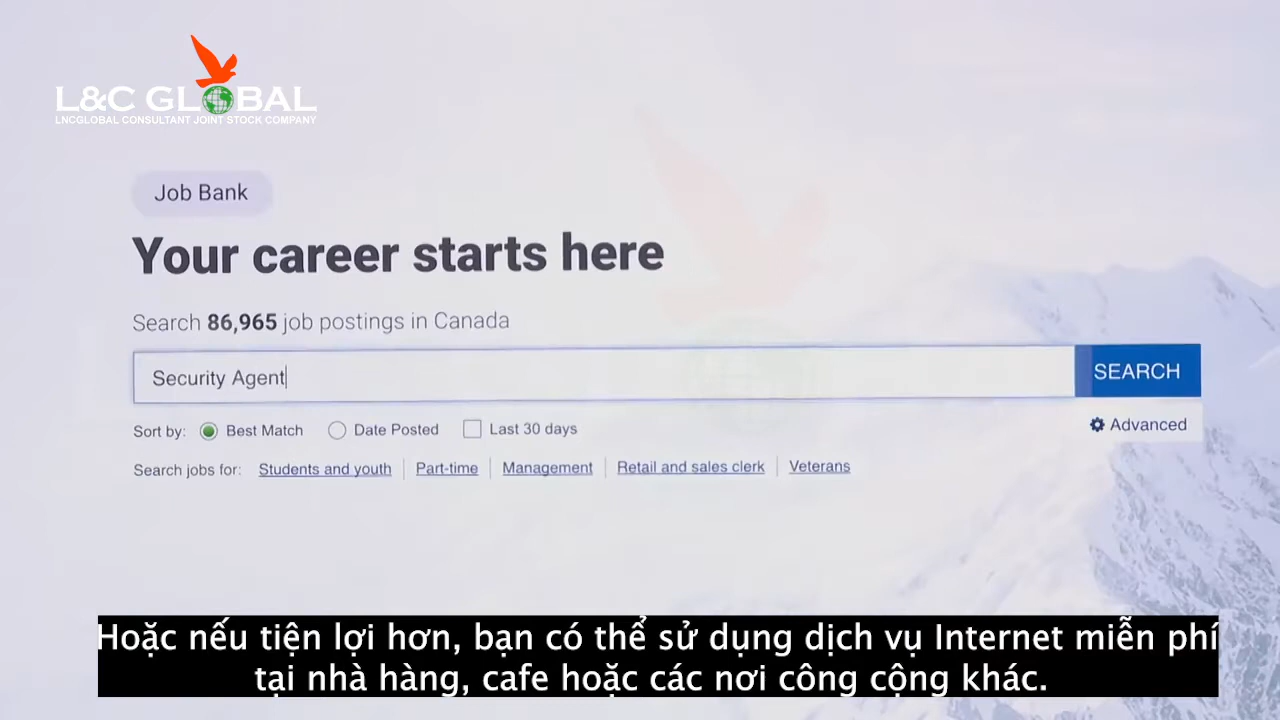 L&C GLOBAL
LNCGLOBAL CONSULTANT JOINT STOCK COMPANY
Job Bank
Your career starts here
Search 86,965 job postings in Canada
Security Agent
SEARCH
Sort by: Best Match Date Posted Last 30 days
Advanced
Search jobs for: Students and youth Part-time Management Retail and sales clerk Veterans
Hoặc nếu tiện lợi hơn, bạn có thể sử dụng dịch vụ Internet miễn phí
tại nhà hàng, cafe hoặc các nơi công cộng khác.